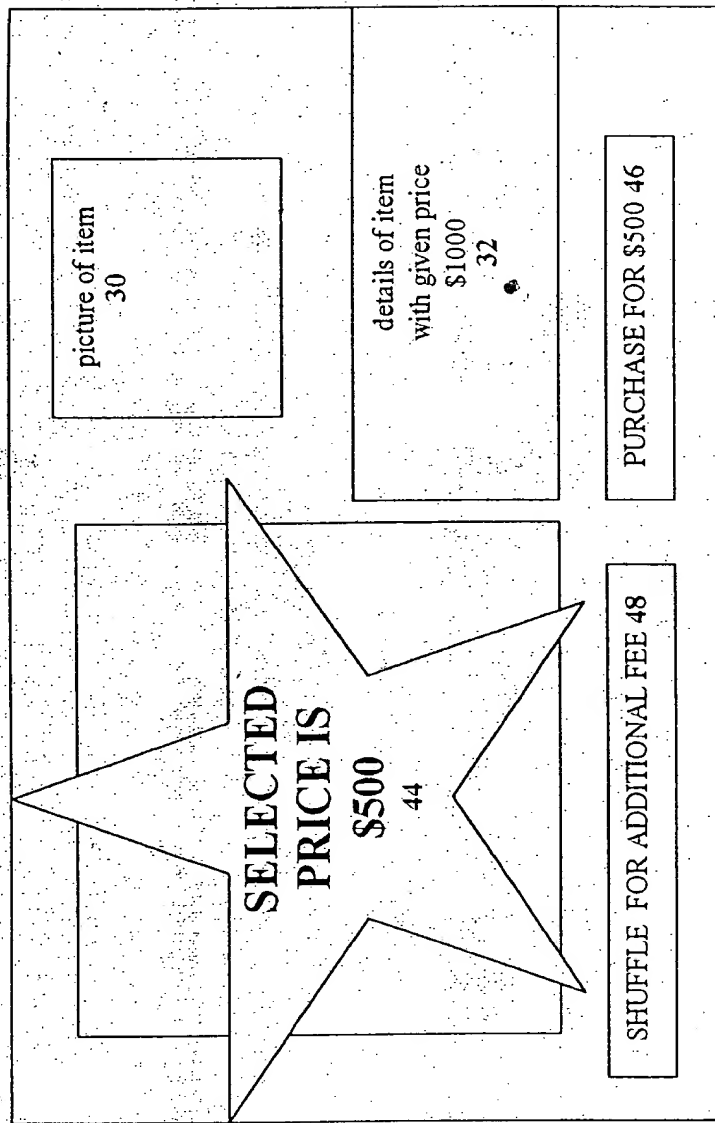 SELECTED
PRICE IS
$500
44
picture of item
30
details of item
with given price
$1000
32
SHUFFLE FOR ADDITIONAL FEE 48
PURCHASE FOR $500 46